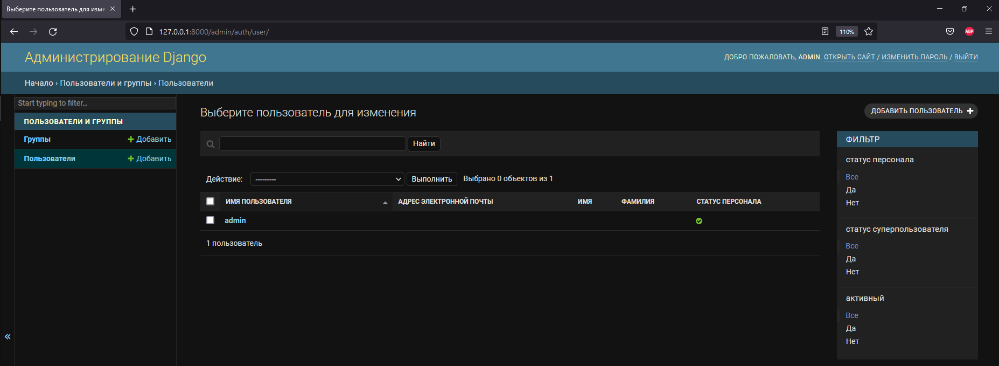 Выберите пользователь для изме
127.0.0.1:8000/admin/auth/user/
110%
ABP
Администрирование Django
ДОБРО ПОЖАЛОВАТЬ, ADMIN. ОТКРЫТЬ САЙТ / ИЗМЕНИТЬ ПАРОЛЬ / ВЫЙТИ
Начало › Пользователи и группы › Пользователи
Start typing to filter...
ПОЛЬЗОВАТЕЛИ И ГРУППЫ
Группы + Добавить
Пользователи + Добавить
«
Выберите пользователь для изменения
ДОБАВИТЬ ПОЛЬЗОВАТЕЛЬ +
Найти
Действие: --------- Выполнить Выбрано 0 объектов из 1
ИМЯ ПОЛЬЗОВАТЕЛЯ АДРЕС ЭЛЕКТРОННОЙ ПОЧТЫ ИМЯ ФАМИЛИЯ СТАТУС ПЕРСОНАЛА
admin
1 пользователь
ФИЛЬТР
статус персонала
Все
Да
Нет
статус суперпользователя
Все
Да
Нет
активный
Все
Да
Нет